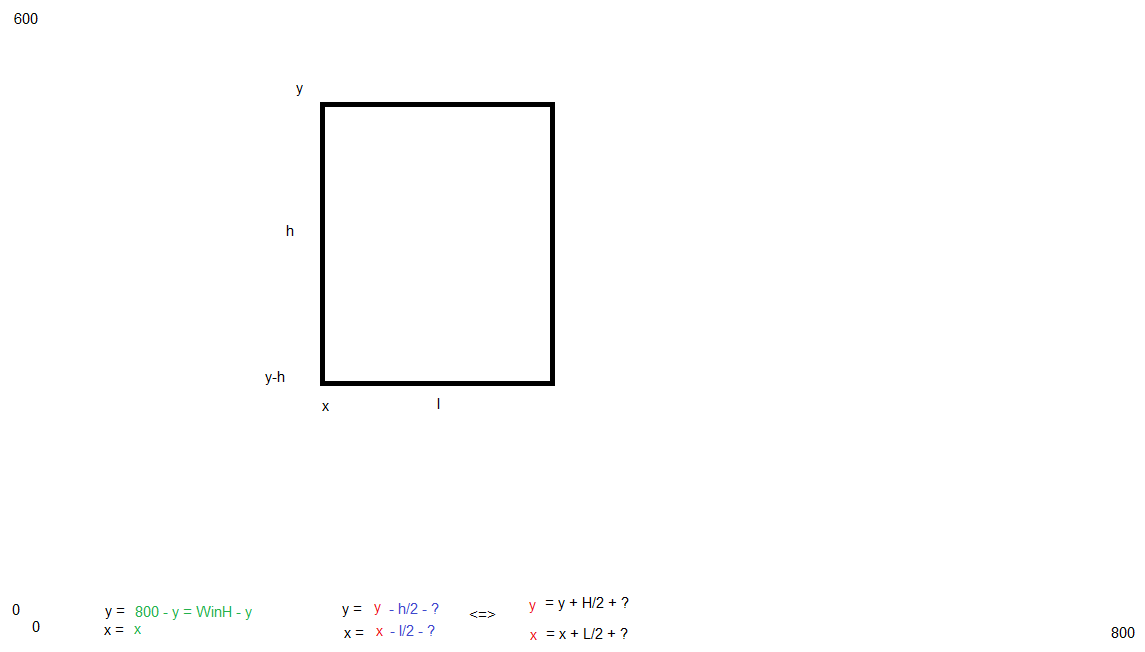 600
y
h
y-h
x
l
0
0
y = 800 - y = WinH - y
x = x
y = y - h/2 - ?
x = x - l/2 - ?
<=>
y = y + H/2 + ?
x = x + L/2 + ?
800